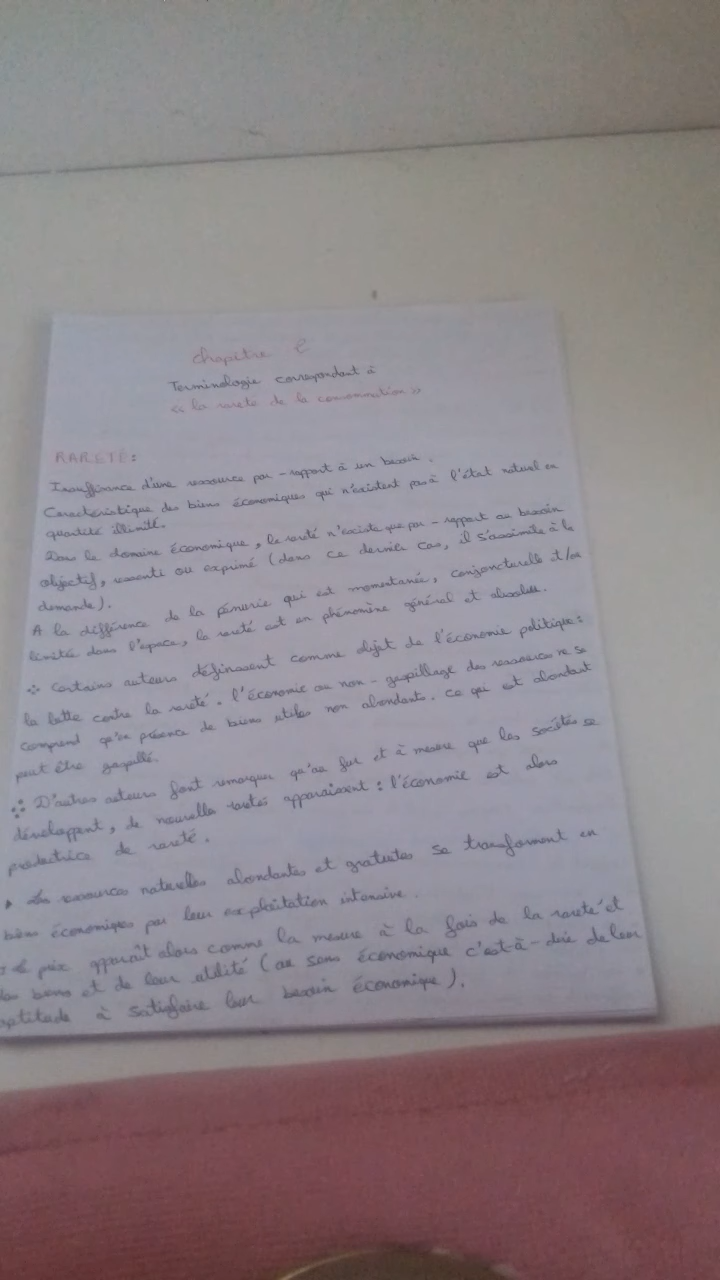 chapitre
Terminologie correspondant à
« la rareté de la consommation »
RARETÉ:
Insuffisance d'une ressource par-rapport à un besoin.
Caractéristique des biens économiques qui n'existent pas à l'état naturel en
quantité illimité.
Dans le domaine économique, la rareté n'existe que par-rapport au besoin
objectif, ressenti ou exprimé (dans ce dernier cas, il s'assimile à la
demande).
A la différence de la pénurie qui est momentanée, conjoncturelle et/ou
limité dans l'espace, la rareté est un phénomène général et absolue.
Certains auteurs définissent comme objet de l'économie politique:
la lutte contre la rareté. l'économie ou non-gaspillage des ressources ne se
comprend qu'en présence de biens utiles non abondants. Ce qui est abondant
peut être gaspillé.
D'autres auteurs font remarquer qu'au fur et à mesure que les sociétés se
développent, de nouvelles raretés apparaissent: l'économie est alors
productrice de rareté.
Les ressources naturelles abondantes et gratuites se transforment en
biens économiques par leur exploitation intensive.
Le prix apparaît alors comme la mesure à la fois de la rareté et
des biens et de leur utilité (au sens économique c'est-à-dire de leur
aptitude à satisfaire leur besoin économique).